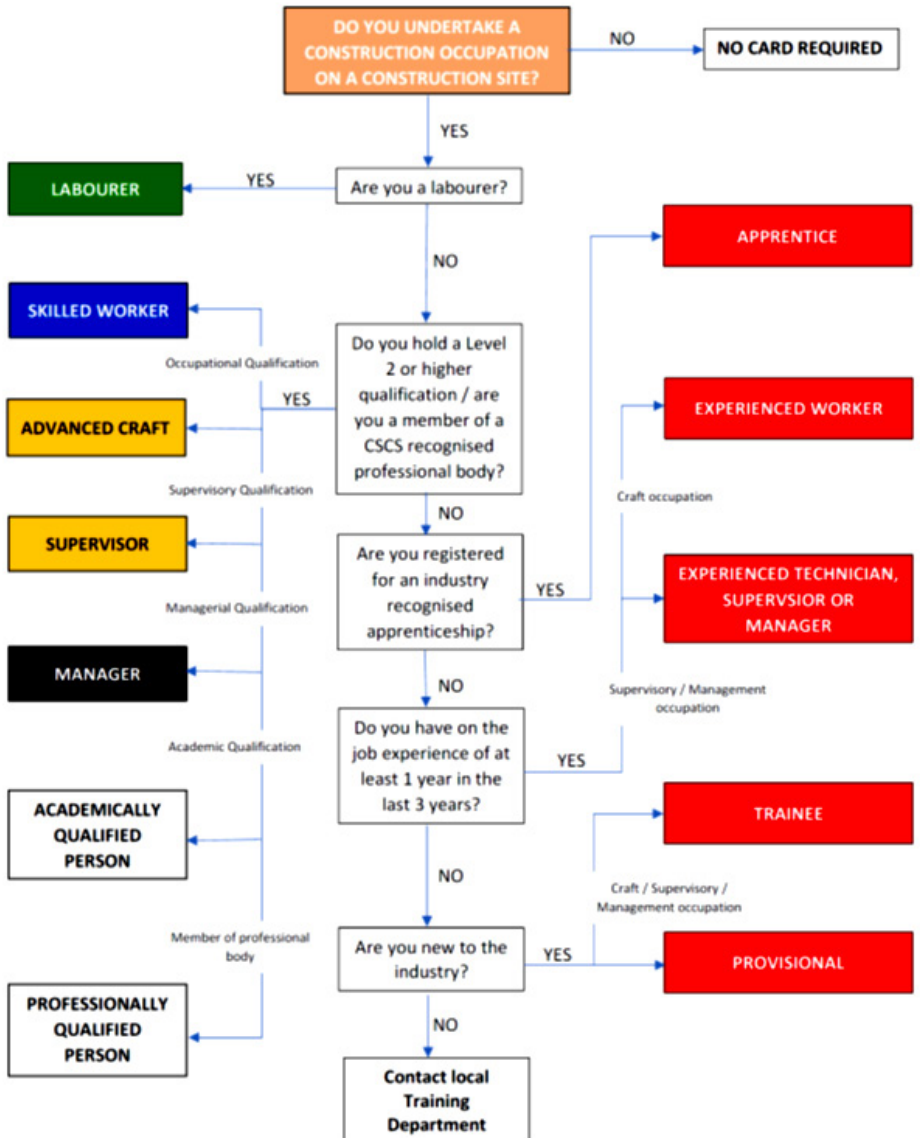 DO YOU UNDERTAKE A
CONSTRUCTION OCCUPATION
ON A CONSTRUCTION SITE?
NO
NO CARD REQUIRED
YES
LABOURER
YES
Are you a labourer?
APPRENTICE
NO
SKILLED WORKER
Occupational Qualification
YES
Do you hold a Level
2 or higher
qualification / are
you a member of a
CSCS recognised
professional body?
EXPERIENCED WORKER
ADVANCED CRAFT
Supervisory Qualification
Craft occupation
NO
SUPERVISOR
Are you registered
for an industry
recognised
apprenticeship?
YES
EXPERIENCED TECHNICIAN,
SUPERVSIOR OR
MANAGER
Managerial Qualification
MANAGER
NO
Supervisory / Management
occupation
Academic Qualification
Do you have on the
job experience of at
least 1 year in the
last 3 years?
YES
TRAINEE
ACADEMICALLY
QUALIFIED
PERSON
NO
Craft / Supervisory /
Management occupation
Member of professional
body
Are you new to the
industry?
YES
PROVISIONAL
PROFESSIONALLY
QUALIFIED
PERSON
NO
Contact local
Training
Department